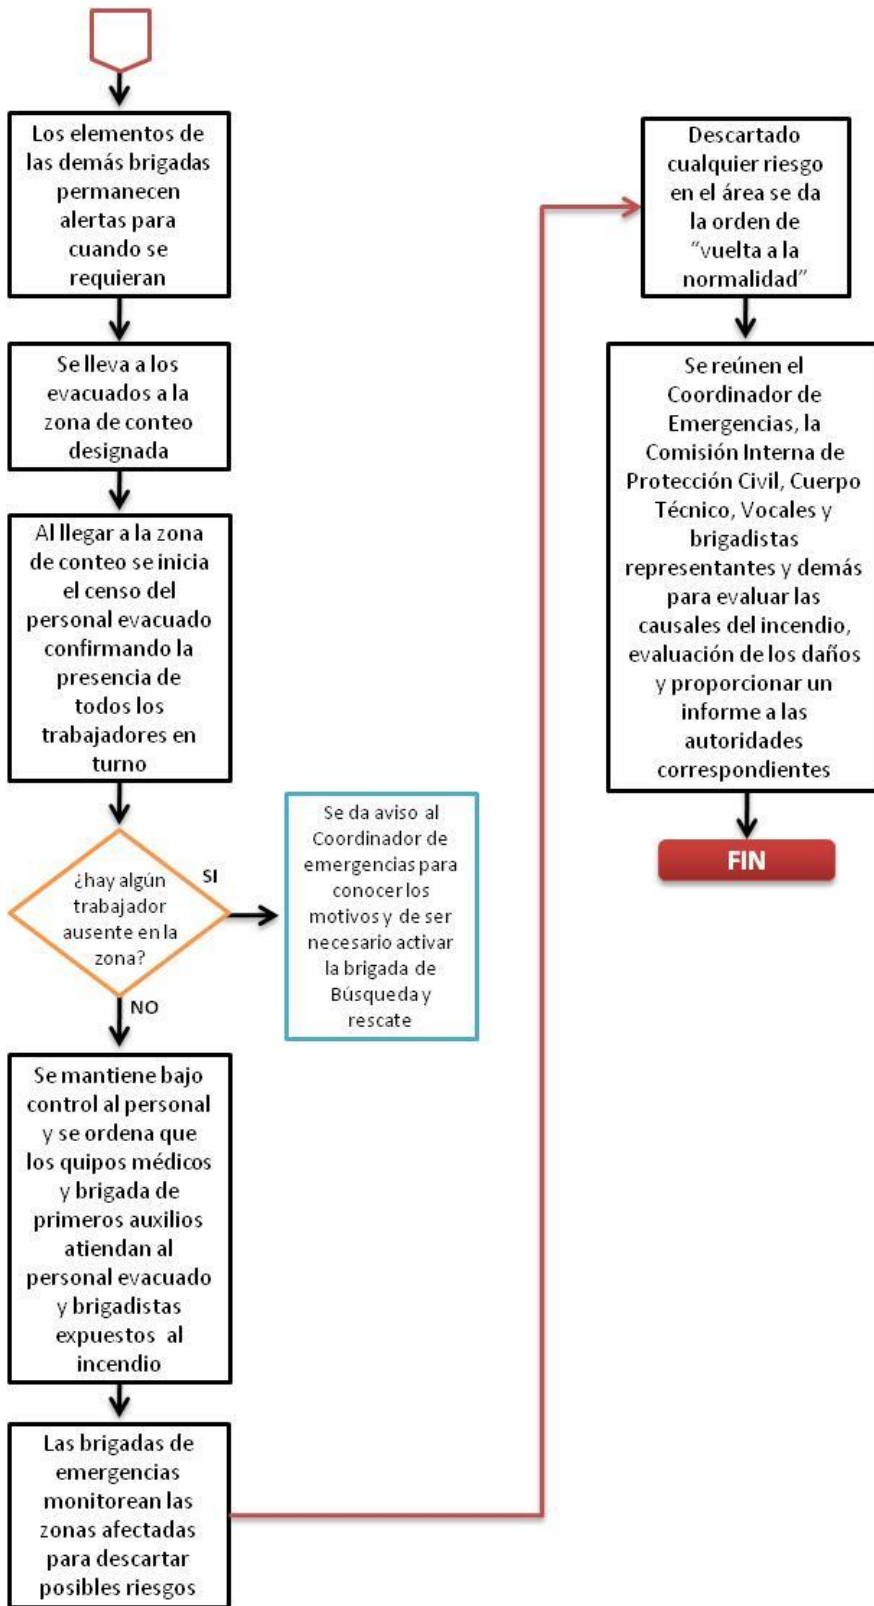 Los elementos de
las demás brigadas
permanecen
alertas para
cuando se
requieran
Se lleva a los
evacuados a la
zona de conteo
designada
Al llegar a la zona
de conteo se inicia
el censo del
personal evacuado
confirmando la
presencia de
todos los
trabajadores en
turno
¿hay algún
trabajador
ausente en la
zona?
SI
Se da aviso al
Coordinador de
emergencias para
conocer los
motivos y de ser
necesario activar
la brigada de
Búsqueda y
rescate
NO
Se mantiene bajo
control al personal
y se ordena que
los quipos médicos
y brigada de
primeros auxilios
atiendan al
personal evacuado
y brigadistas
expuestos al
incendio
Las brigadas de
emergencias
monitorean las
zonas afectadas
para descartar
posibles riesgos
Descartado
cualquier riesgo
en el área se da
la orden de
“vuelta a la
normalidad”
Se reúnen el
Coordinador de
Emergencias, la
Comisión Interna de
Protección Civil, Cuerpo
Técnico, Vocales y
brigadistas
representantes y demás
para evaluar las
causales del incendio,
evaluación de los daños
y proporcionar un
informe a las
autoridades
correspondientes
FIN